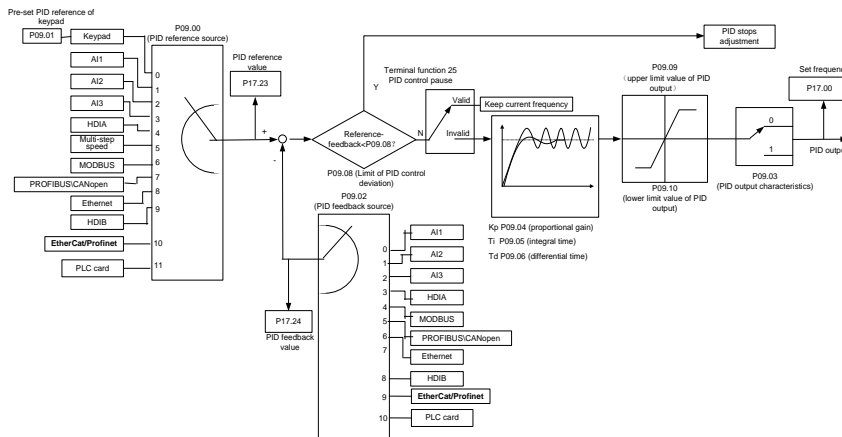 Pre-set PID reference of
keypad
P09.01
Keypad
AI1
AI2
AI3
HDIA
Multi-step
speed
MODBUS
PROFIBUS\CANopen
Ethernet
HDIB
EtherCat/Profinet
PLC card
P09.00
(PID reference source)
0
1
2
3
4
5
6
7
8
9
10
11
PID reference
value
P17.23
+
-
Reference-
feedback<P09.08?
Y
N
P09.08 (Limit of PID control
deviation)
Terminal function 25
PID control pause
Valid
Invalid
Keep current frequency
PID stops
adjustment
Kp P09.04 (proportional gain)
Ti P09.05 (integral time)
Td P09.06 (differential time)
P09.09
(upper limit value of PID
output)
P09.10
(lower limit value of PID
output)
0
1
P09.03
(PID output characteristics)
Set frequency
P17.00
PID output
P17.24
PID feedback
value
P09.02
(PID feedback source)
0
1
2
3
4
5
6
7
8
9
10
AI1
AI2
AI3
HDIA
MODBUS
PROFIBUS\CANopen
Ethernet
HDIB
EtherCat/Profinet
PLC card